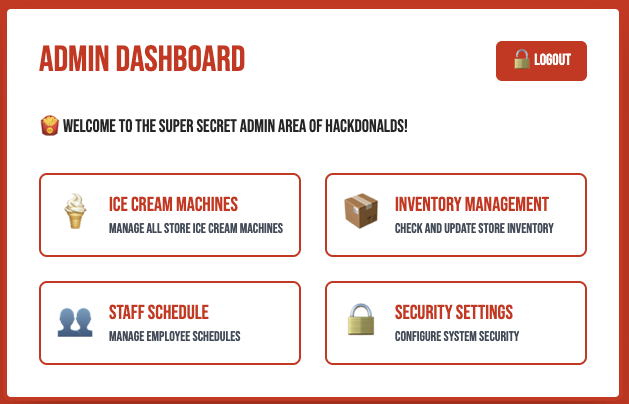 ADMIN DASHBOARD
LOGOUT
WELCOME TO THE SUPER SECRET ADMIN AREA OF HACKDONALDS!
ICE CREAM MACHINES
MANAGE ALL STORE ICE CREAM MACHINES
INVENTORY MANAGEMENT
CHECK AND UPDATE STORE INVENTORY
STAFF SCHEDULE
MANAGE EMPLOYEE SCHEDULES
SECURITY SETTINGS
CONFIGURE SYSTEM SECURITY